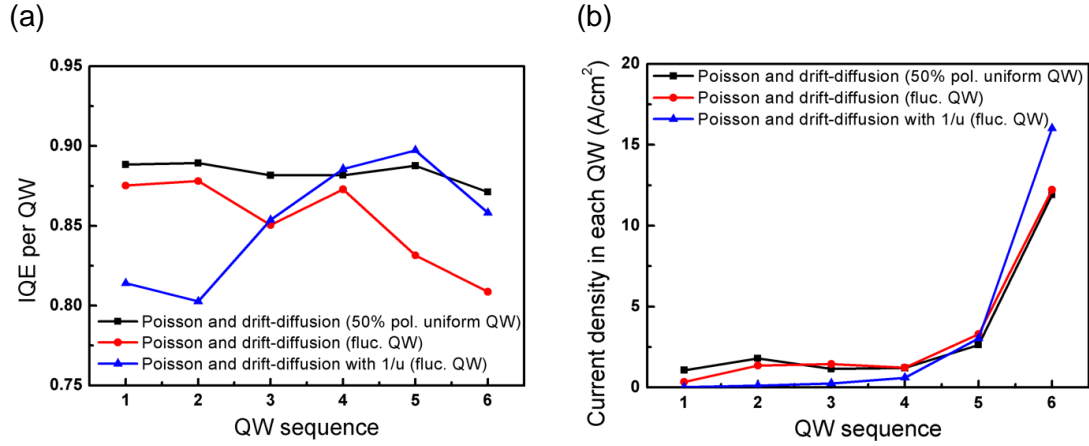 (a)
0.95
0.90
0.85
0.80
0.75
IQE per QW
Poisson and drift-diffusion (50% pol. uniform QW)
Poisson and drift-diffusion (fluc. QW)
Poisson and drift-diffusion with 1/u (fluc. QW)
1 2 3 4 5 6
QW sequence
(b)
20
15
10
5
0
Current density in each QW (A/cm²)
Poisson and drift-diffusion (50% pol. uniform QW)
Poisson and drift-diffusion (fluc. QW)
Poisson and drift-diffusion with 1/u (fluc. QW)
1 2 3 4 5 6
QW sequence